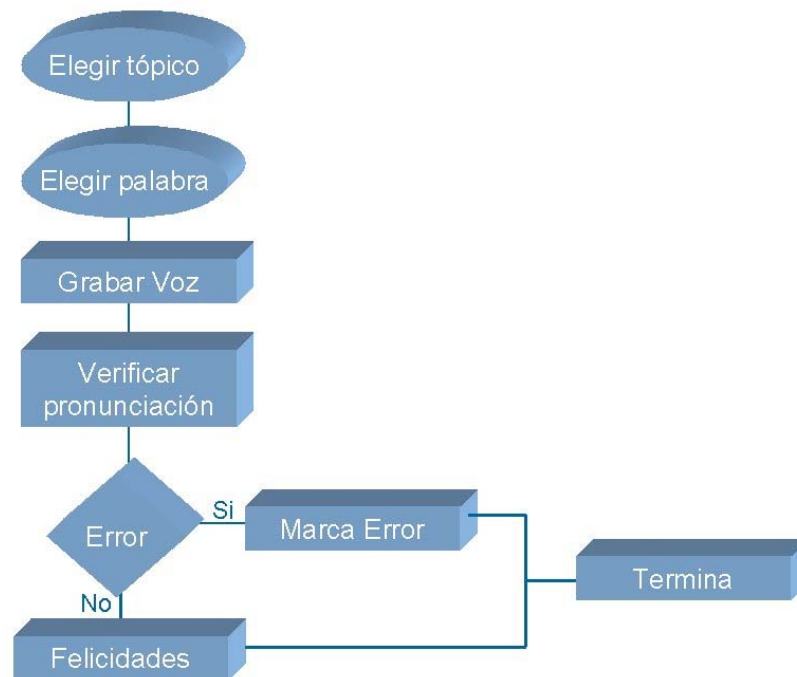 Elegir tópico
Elegir palabra
Grabar Voz
Verificar
pronunciación
Error
Si
Marca Error
Termina
No
Felicidades